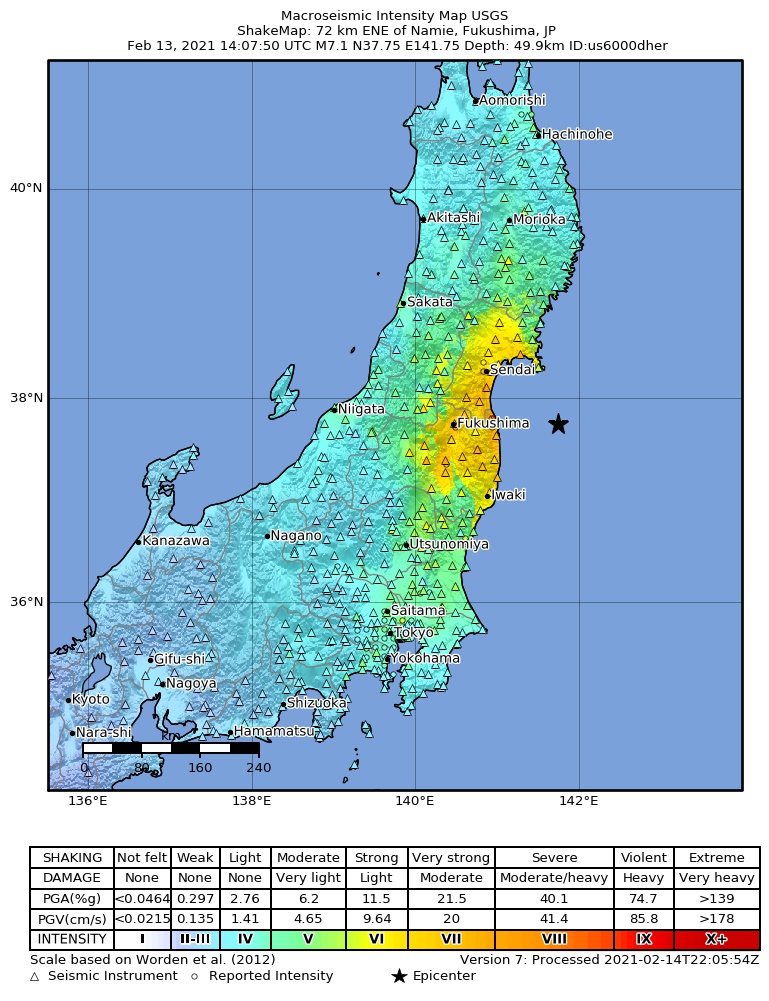 Macroseismic Intensity Map USGS
ShakeMap: 72 km ENE of Namie, Fukushima, JP
Feb 13, 2021 14:07:50 UTC M7.1 N37.75 E141.75 Depth: 49.9km ID:us6000dher
Aomorishi
Hachinohe
40°N
Akitashi
Morioka
Sakata
Sendai
38°N
Niigata
Fukushima
Iwaki
Kanazawa
Nagano
Utsunomiya
36°N
Saitama
Tokyo
Gifu-shi
Yokohama
Nagoya
Kyoto
Shizuoka
Nara-shi
Hamamatsu
km
0 80 160 240
136°E 138°E 140°E 142°E
SHAKING Not felt Weak Light Moderate Strong Very strong Severe Violent Extreme
DAMAGE None None None Very light Light Moderate Moderate/heavy Heavy Very heavy
PGA(%g) <0.0464 0.297 2.76 6.2 11.5 21.5 40.1 74.7 >139
PGV(cm/s) <0.0215 0.135 1.41 4.65 9.64 20 41.4 85.8 >178
INTENSITY I II-III IV V VI VII VIII IX X+
Scale based on Worden et al. (2012) Version 7: Processed 2021-02-14T22:05:54Z
△ Seismic Instrument ○ Reported Intensity ★ Epicenter